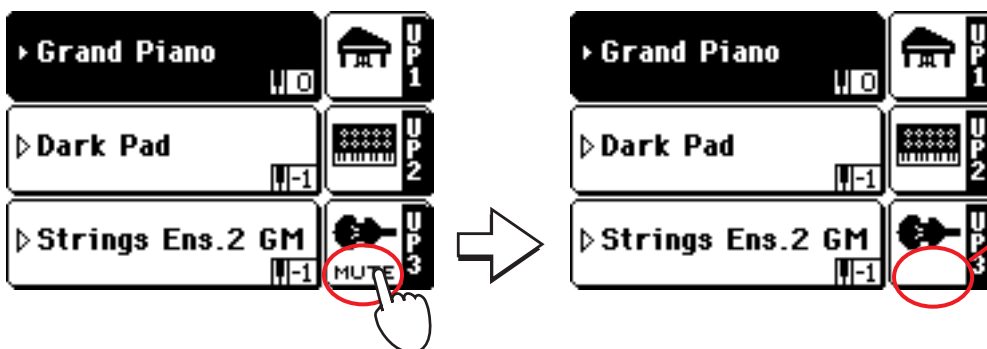 Grand Piano
0
UP1
Dark Pad
-1
UP2
Strings Ens.2 GM
-1
MUTE
UP3
Grand Piano
0
UP1
Dark Pad
-1
UP2
Strings Ens.2 GM
-1
UP3